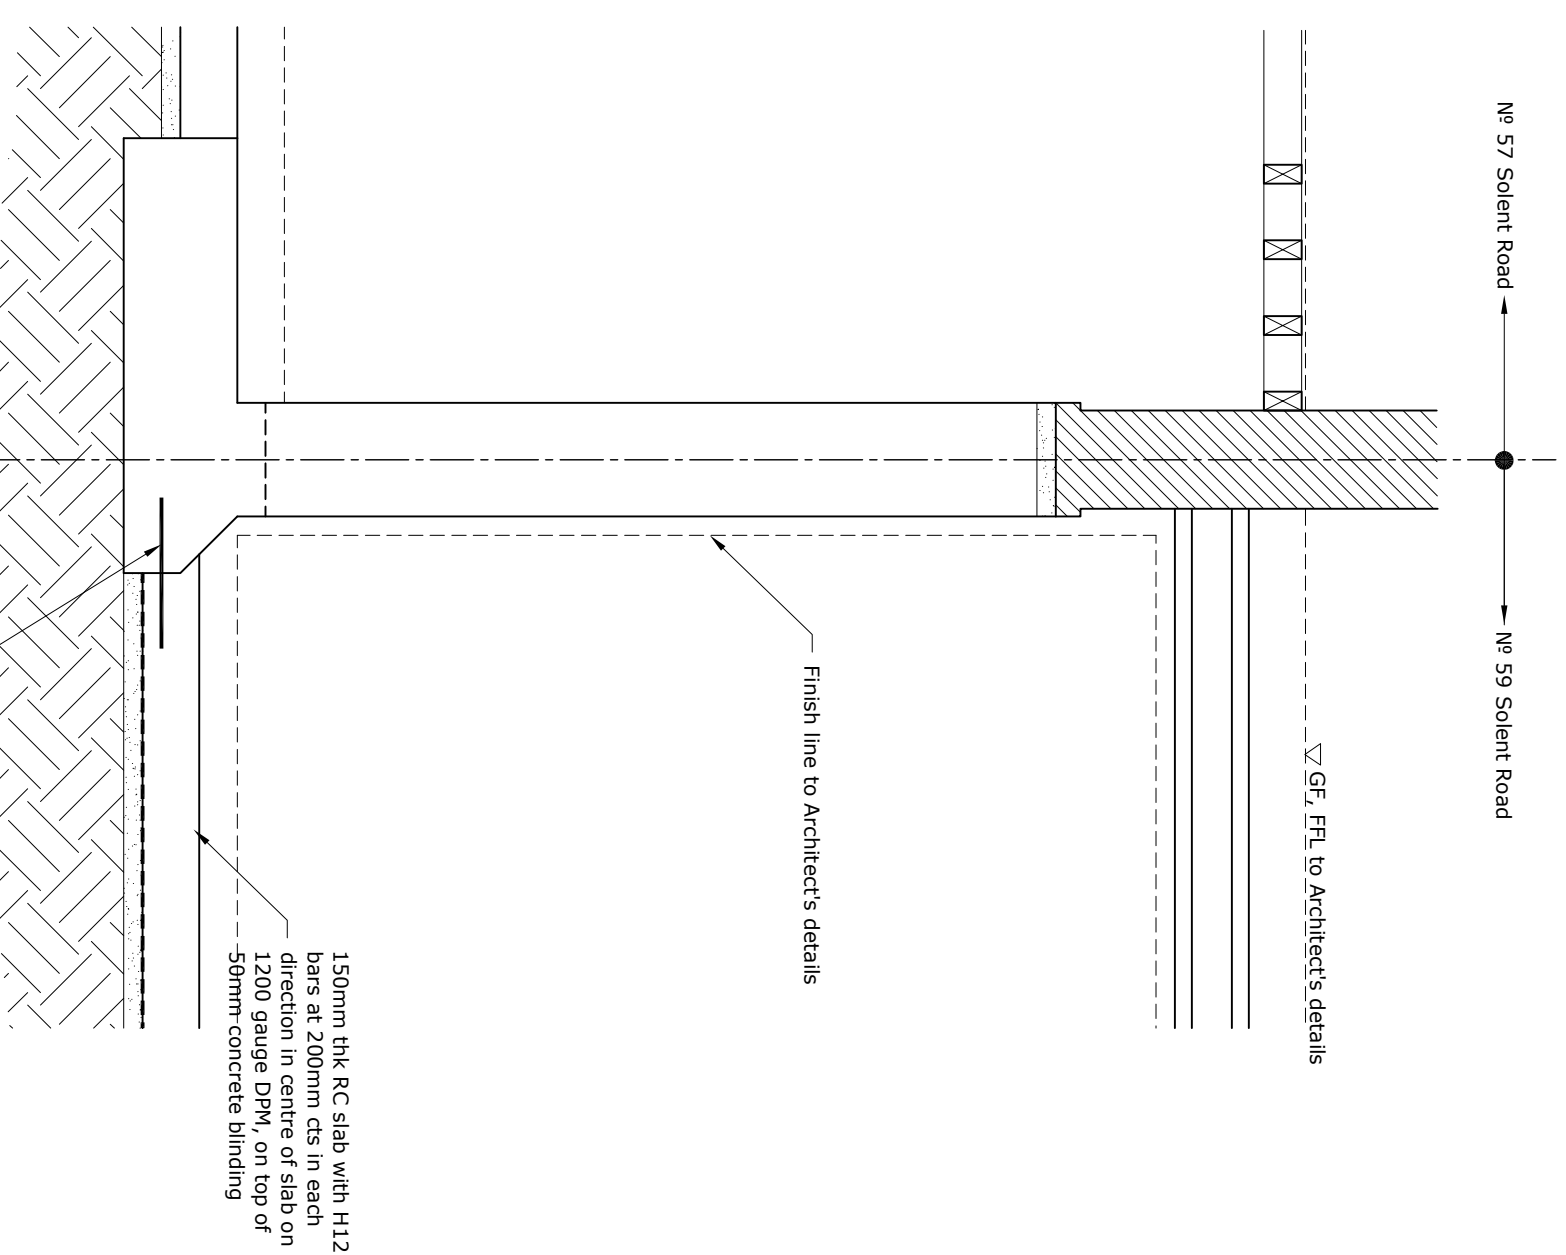 Nº 57 Solent Road
Nº 59 Solent Road
GF, FFL to Architect's details
Finish line to Architect's details
150mm thk RC slab with H12
bars at 200mm cts in each
direction in centre of slab on
1200 gauge DPM, on top of
50mm concrete blinding